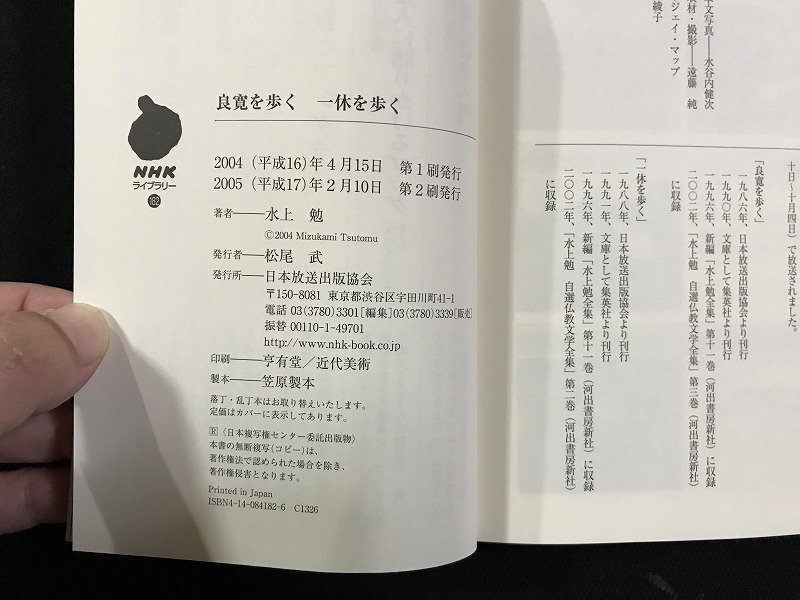 NHK
ライブラリー
182
良寛を歩く　一休を歩く
2004（平成16）年4月15日　第1刷発行
2005（平成17）年2月10日　第2刷発行
著者――水上　勉
©2004 Mizukami Tsutomu
発行者――松尾　武
発行所――日本放送出版協会
〒150-8081 東京都渋谷区宇田川町41-1
電話 03(3780)3301［編集］03(3780)3339［販売］
振替 00110-1-49701
http://www.nhk-book.co.jp
印刷――亨有堂／近代美術
製本――笠原製本
落丁・乱丁本はお取り替えいたします。
定価はカバーに表示してあります。
R〈日本複写権センター委託出版物〉
本書の無断複写（コピー）は、
著作権法で認められた場合を除き、
著作権侵害となります。
Printed in Japan
ISBN4-14-084182-6　C1326
十日～十月四日）で放送されました。
「良寛を歩く」
一九八六年、日本放送出版協会より刊行
一九九〇年、文庫として集英社より刊行
一九九六年、新編「水上勉全集」第十一巻（河出書房新社）に収録
二〇〇二年、「水上勉　自選仏教文学全集」第三巻（河出書房新社）
に収録
「一休を歩く」
一九八八年、日本放送出版協会より刊行
一九九一年、文庫として集英社より刊行
一九九六年、新編「水上勉全集」第十一巻（河出書房新社）に収録
二〇〇二年、「水上勉　自選仏教文学全集」第二巻（河出書房新社）
に収録
文写真――水谷内健次
材・撮影――遠藤　純
ジェイ・マップ
綾子